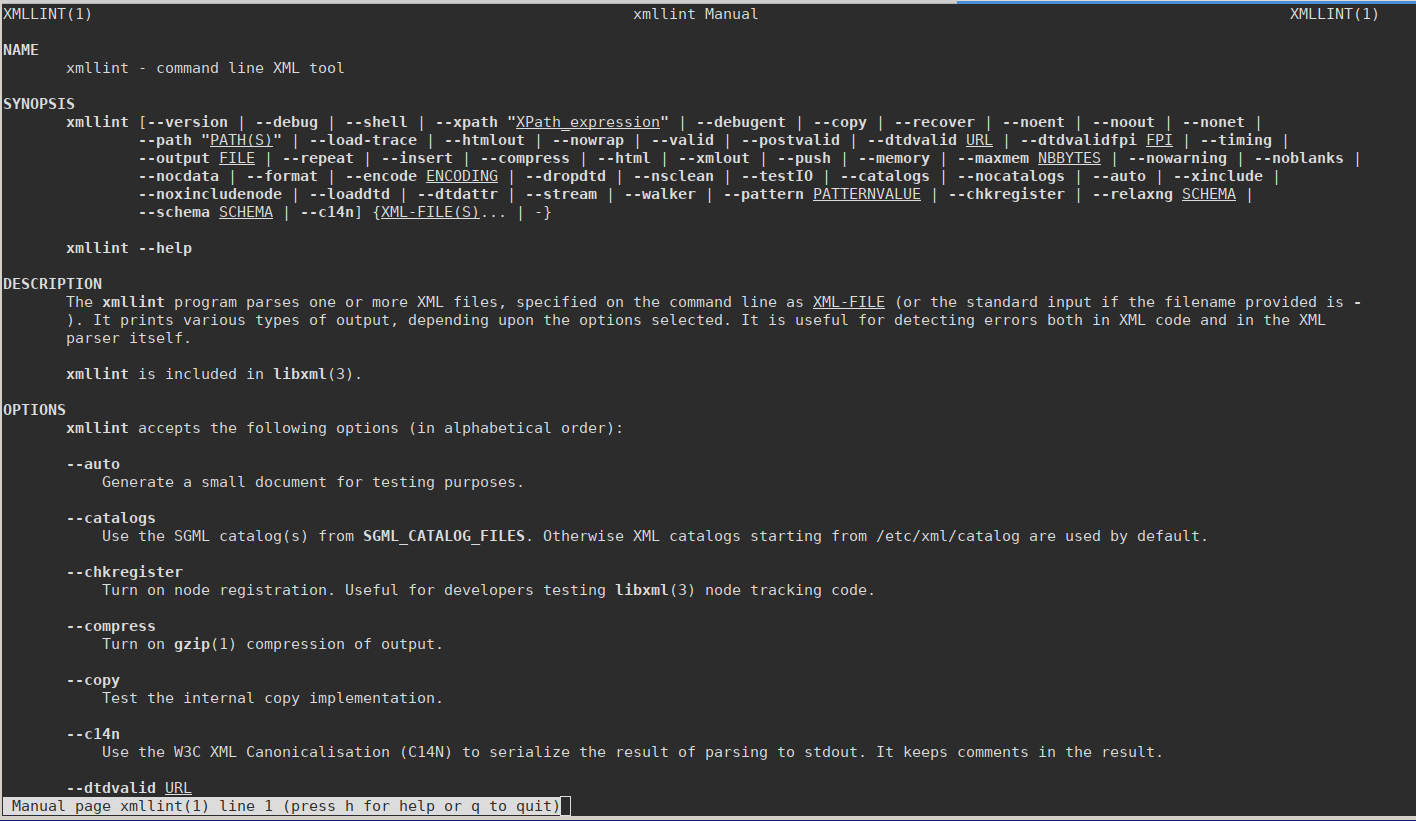 XMLLINT(1) xmllint Manual XMLLINT(1)
NAME
xmllint - command line XML tool
SYNOPSIS
xmllint [--version | --debug | --shell | --xpath "XPath_expression" | --debugent | --copy | --recover | --noent | --noout | --nonet |
--path "PATH(S)" | --load-trace | --htmlout | --nowrap | --valid | --postvalid | --dtdvalid URL | --dtdvalidfpi FPI | --timing |
--output FILE | --repeat | --insert | --compress | --html | --xmlout | --push | --memory | --maxmem NBBYTES | --nowarning | --noblanks |
--nocdata | --format | --encode ENCODING | --dropdtd | --nsclean | --testIO | --catalogs | --nocatalogs | --auto | --xinclude |
--noxincludenode | --loaddtd | --dtdattr | --stream | --walker | --pattern PATTERNVALUE | --chkregister | --relaxng SCHEMA |
--schema SCHEMA | --c14n] {XML-FILE(S)... | -}
xmllint --help
DESCRIPTION
The xmllint program parses one or more XML files, specified on the command line as XML-FILE (or the standard input if the filename provided is -
). It prints various types of output, depending upon the options selected. It is useful for detecting errors both in XML code and in the XML
parser itself.
xmllint is included in libxml(3).
OPTIONS
xmllint accepts the following options (in alphabetical order):
--auto
Generate a small document for testing purposes.
--catalogs
Use the SGML catalog(s) from SGML_CATALOG_FILES. Otherwise XML catalogs starting from /etc/xml/catalog are used by default.
--chkregister
Turn on node registration. Useful for developers testing libxml(3) node tracking code.
--compress
Turn on gzip(1) compression of output.
--copy
Test the internal copy implementation.
--c14n
Use the W3C XML Canonicalisation (C14N) to serialize the result of parsing to stdout. It keeps comments in the result.
--dtdvalid URL
Manual page xmllint(1) line 1 (press h for help or q to quit)